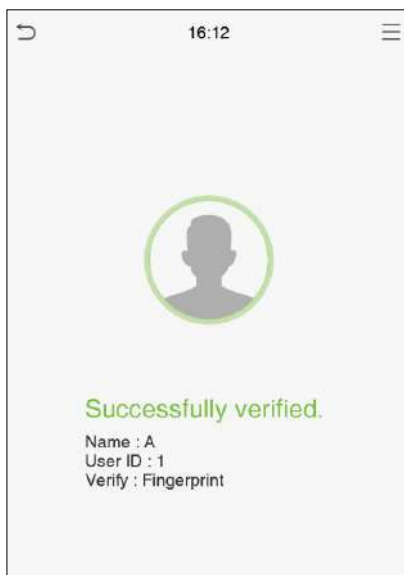 16:12
Successfully verified.
Name : A
User ID : 1
Verify : Fingerprint